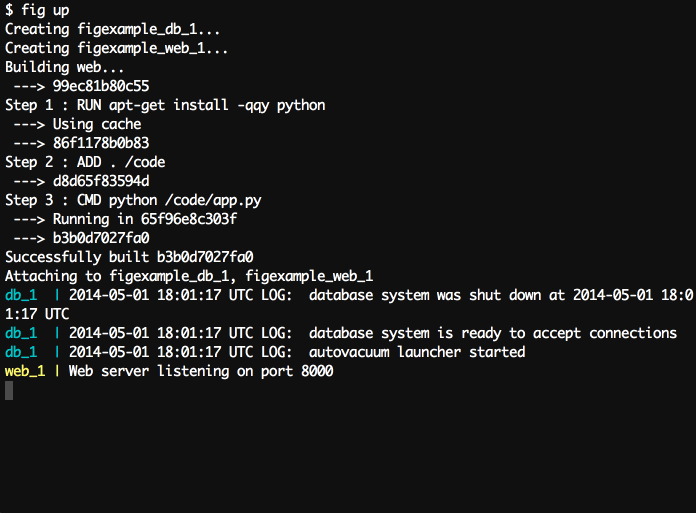 $ fig up
Creating figexample_db_1...
Creating figexample_web_1...
Building web...
 ---> 99ec81b80c55
Step 1 : RUN apt-get install -qqy python
 ---> Using cache
 ---> 86f1178b0b83
Step 2 : ADD . /code
 ---> d8d65f83594d
Step 3 : CMD python /code/app.py
 ---> Running in 65f96e8c303f
 ---> b3b0d7027fa0
Successfully built b3b0d7027fa0
Attaching to figexample_db_1, figexample_web_1
db_1  | 2014-05-01 18:01:17 UTC LOG:  database system was shut down at 2014-05-01 18:0
1:17 UTC
db_1  | 2014-05-01 18:01:17 UTC LOG:  database system is ready to accept connections
db_1  | 2014-05-01 18:01:17 UTC LOG:  autovacuum launcher started
web_1 | Web server listening on port 8000